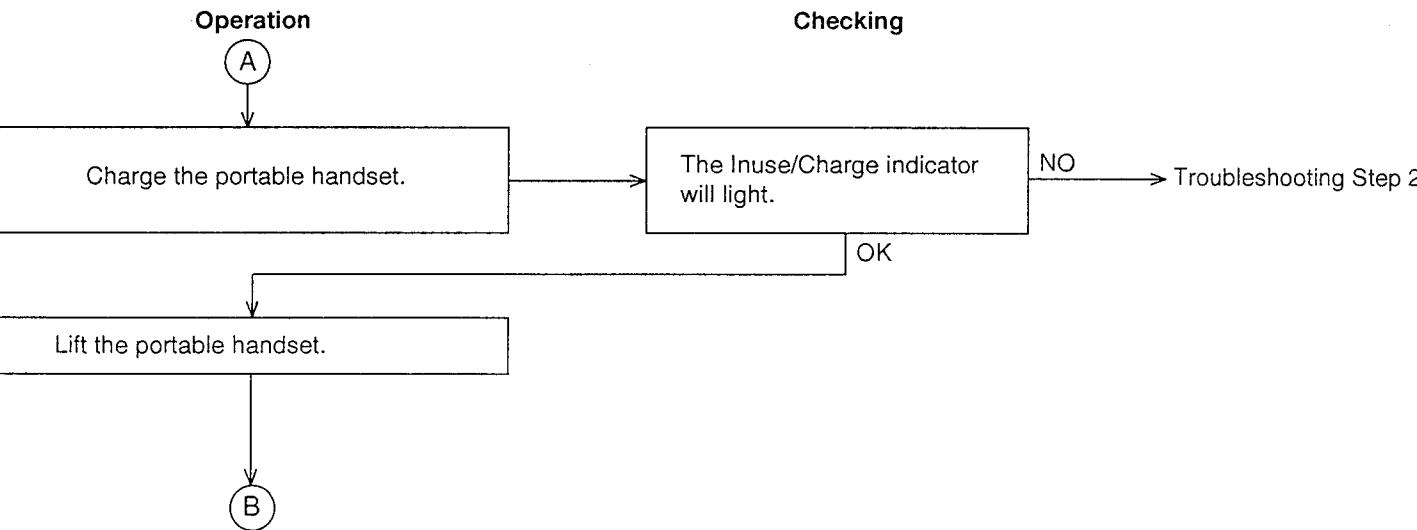 Operation
Checking
A
Charge the portable handset.
The Inuse/Charge indicator
will light.
NO
Troubleshooting Step 2
OK
Lift the portable handset.
B